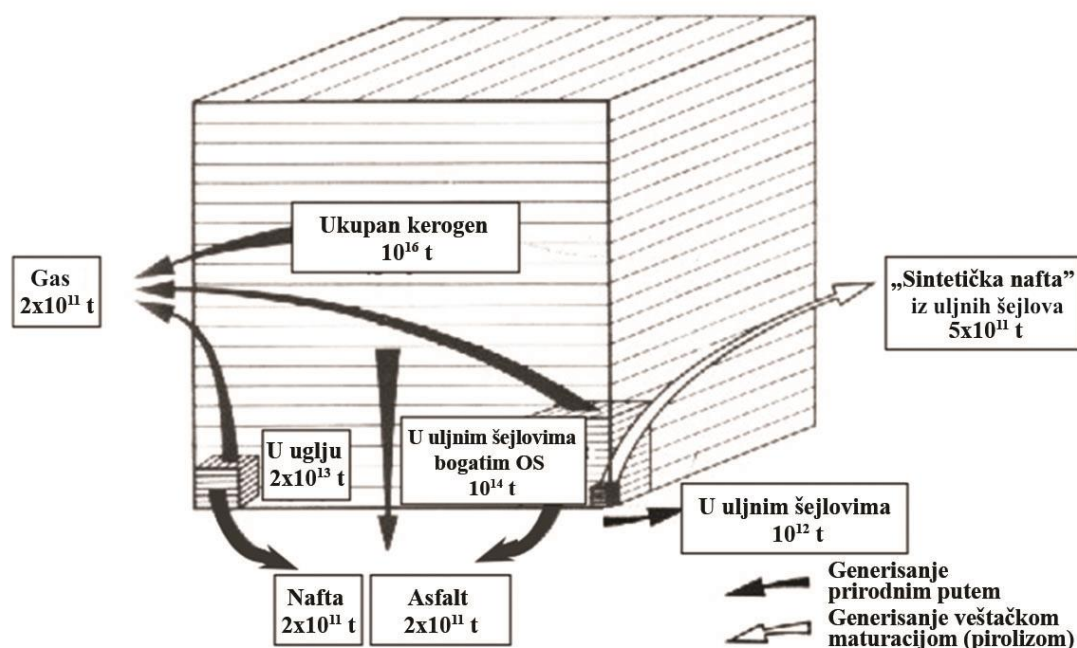 Ukupan kerogen
10¹⁶ t
Gas
2x10¹¹ t
„Sintetička nafta”
iz uljnih šejlova
5x10¹¹ t
U uglju
2x10¹³ t
U uljnim šejlovima
bogatim OS
10¹⁴ t
U uljnim šejlovima
10¹² t
Nafta
2x10¹¹ t
Asfalt
2x10¹¹ t
Generisanje
prirodnim putem
Generisanje veštačkom
maturacijom (pirolizom)